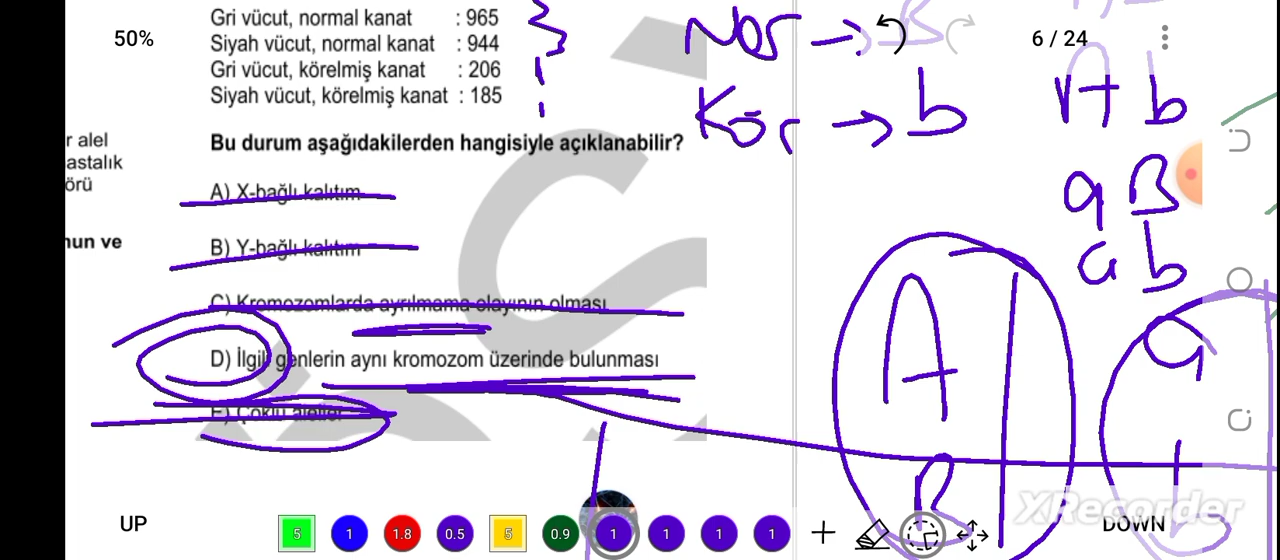 50%
Gri vücut, normal kanat : 965
Siyah vücut, normal kanat : 944
Gri vücut, körelmiş kanat : 206
Siyah vücut, körelmiş kanat : 185
r alel
astalık
örü
Bu durum aşağıdakilerden hangisiyle açıklanabilir?
A) X-bağlı kalıtım
B) Y-bağlı kalıtım
nun ve
C) Kromozomlarda ayrılmama olayının olması
D) İlgili genlerin aynı kromozom üzerinde bulunması
E) Çoklu aleller
Nor → B
Kör → b
6 / 24
A b
a B
a b
A
B
a
b
UP
5 1 1.8 0.5 5 0.9 1 1 1 1
DOWN
XRecorder